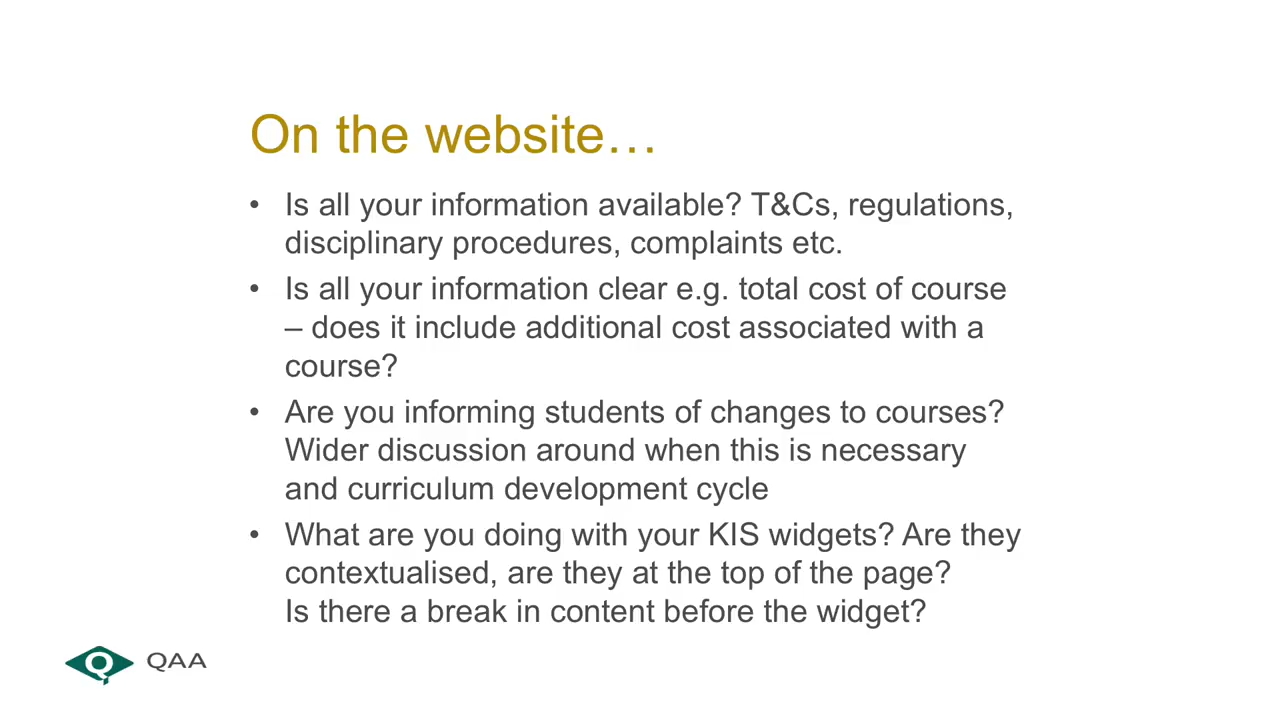 On the website…
• Is all your information available? T&Cs, regulations,
disciplinary procedures, complaints etc.
• Is all your information clear e.g. total cost of course
– does it include additional cost associated with a
course?
• Are you informing students of changes to courses?
Wider discussion around when this is necessary
and curriculum development cycle
• What are you doing with your KIS widgets? Are they
contextualised, are they at the top of the page?
Is there a break in content before the widget?
QAA